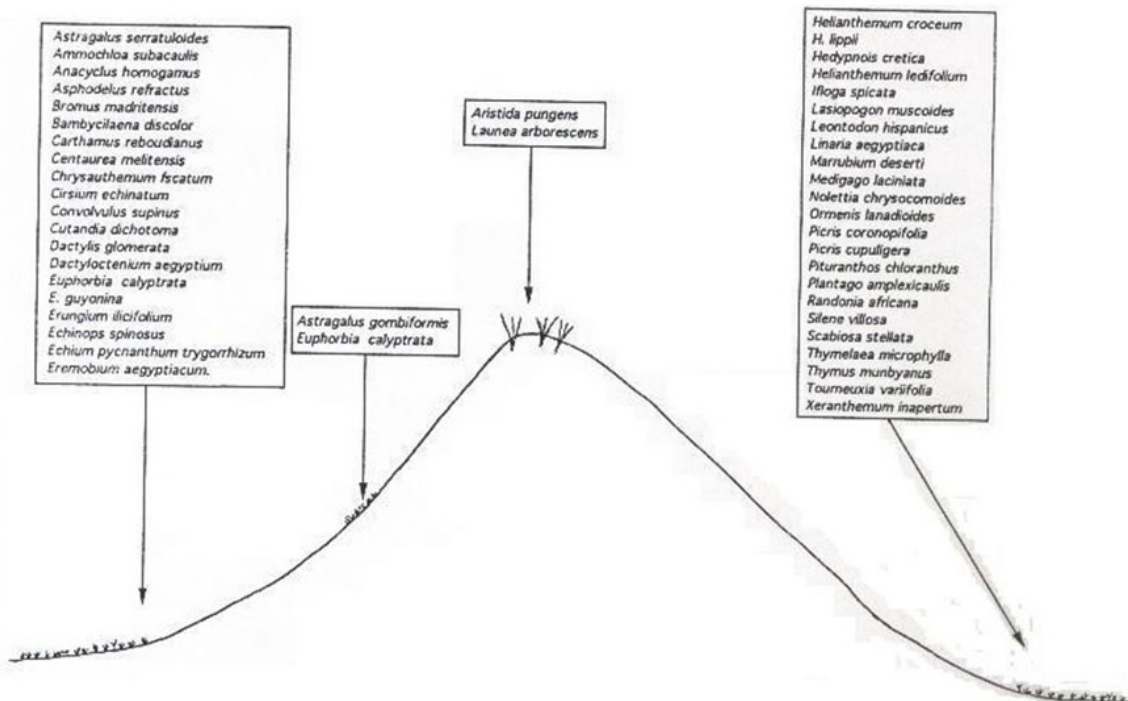 Astragalus serratuloides
Ammochloa subacaulis
Anacyclus homogamus
Asphodelus refractus
Bromus madritensis
Bambycilaena discolor
Carthamus reboudianus
Centaurea melitensis
Chrysauthemum fscatum
Cirsium echinatum
Convolvulus supinus
Cutandia dichotoma
Dactylis glomerata
Dactyloctenium aegyptium
Euphorbia calyptrata
E. guyonina
Erungium ilicifolium
Echinops spinosus
Echium pycnanthum trygorrhizum
Eremobium aegyptiacum.
Astragalus gombiformis
Euphorbia calyptrata
Aristida pungens
Launea arborescens
Helianthemum croceum
H. lippii
Hedypnois cretica
Helianthemum ledifolium
Ifloga spicata
Lasiopogon muscoides
Leontodon hispanicus
Linaria aegyptiaca
Marrubium deserti
Medigago laciniata
Nolettia chrysocomoides
Ormenis lanadioides
Picris coronopifolia
Picris cupuligera
Pituranthos chloranthus
Plantago amplexicaulis
Randonia africana
Silene villosa
Scabiosa stellata
Thymelaea microphylla
Thymus munbyanus
Tourneuxia variifolia
Xeranthemum inapertum